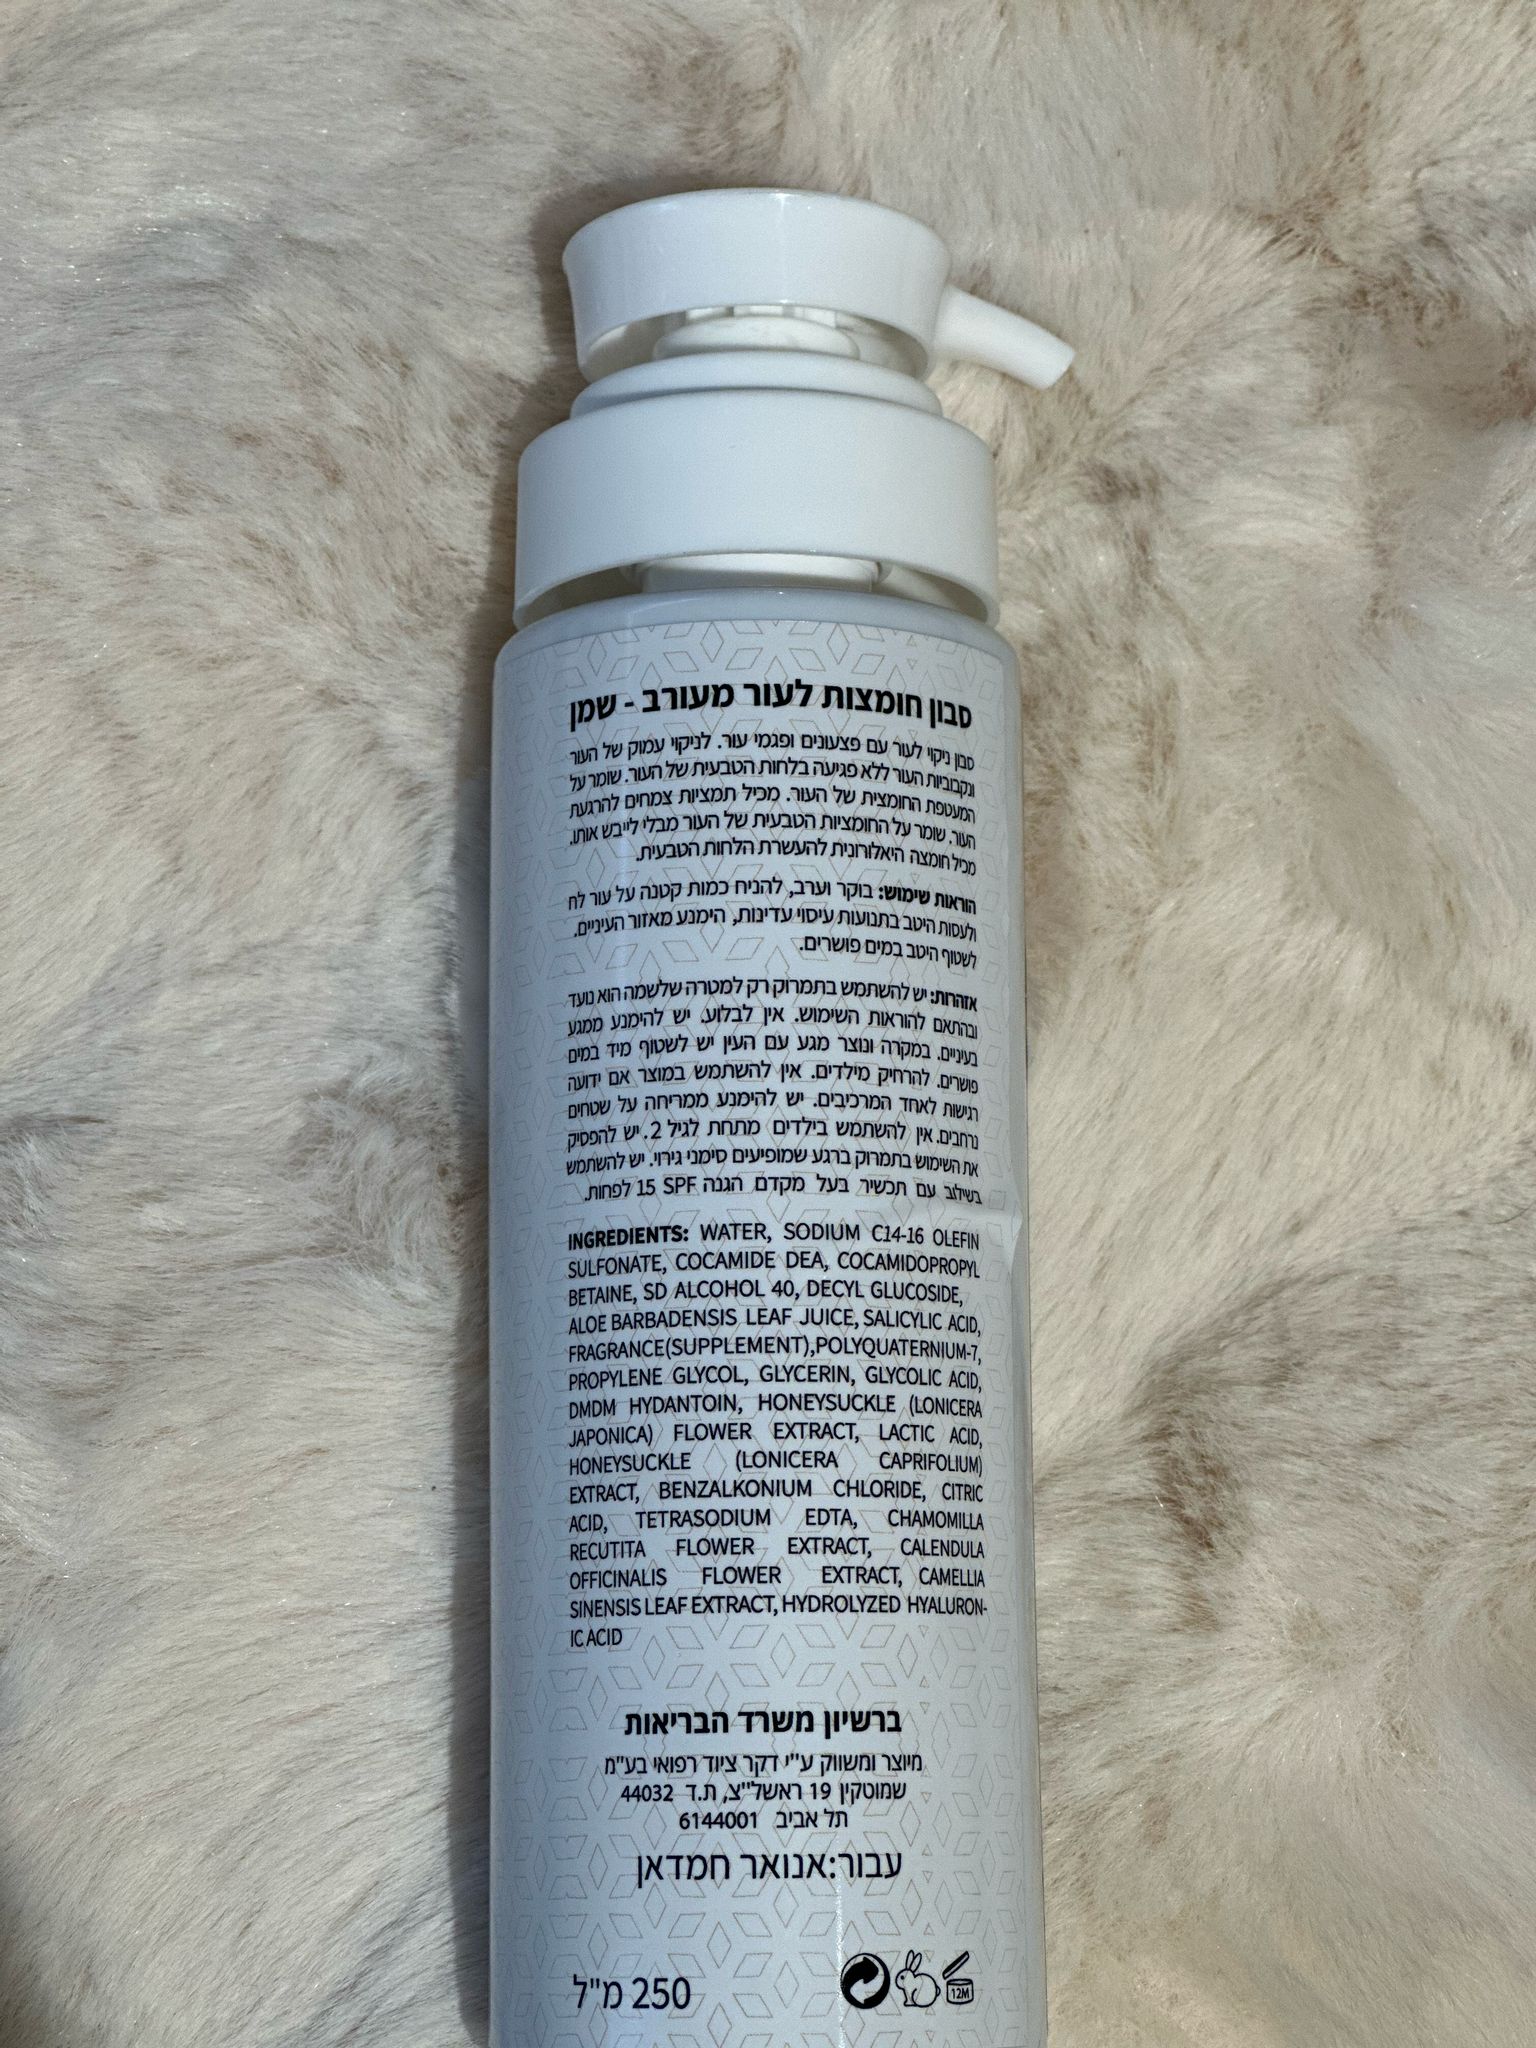 סבון חומצות לעור מעורב - שמן
סבון ניקוי לעור עם פצעונים ופגמי עור. לניקוי עמוק של העור
ונקבוביות העור ללא פגיעה בלחות הטבעית של העור. שומר על
המעטפת החומצית של העור. מכיל תמציות צמחים להרגעת
העור. שומר על החומציות הטבעית של העור מבלי לייבש אותו.
מכיל חומצה היאלורונית להעשרת הלחות הטבעית.
הוראות שימוש: בוקר וערב, להניח כמות קטנה על עור לח
ולעסות היטב בתנועות עיסוי עדינות, הימנע מאזור העיניים.
לשטוף היטב במים פושרים.
אזהרות: יש להשתמש בתמרוק רק למטרה שלשמה הוא נועד
ובהתאם להוראות השימוש. אין לבלוע. יש להימנע ממגע
בעיניים. במקרה ונוצר מגע עם העין יש לשטוף מיד במים
פושרים. להרחיק מילדים. אין להשתמש במוצר אם ידועה
רגישות לאחד המרכיבים. יש להימנע ממריחה על שטחים
נרחבים. אין להשתמש בילדים מתחת לגיל 2. יש להפסיק
את השימוש בתמרוק ברגע שמופיעים סימני גירוי. יש להשתמש
בשילוב עם תכשיר בעל מקדם הגנה SPF 15 לפחות.
INGREDIENTS: WATER, SODIUM C14-16 OLEFIN
SULFONATE, COCAMIDE DEA, COCAMIDOPROPYL
BETAINE, SD ALCOHOL 40, DECYL GLUCOSIDE,
ALOE BARBADENSIS LEAF JUICE, SALICYLIC ACID,
FRAGRANCE(SUPPLEMENT),POLYQUATERNIUM-7,
PROPYLENE GLYCOL, GLYCERIN, GLYCOLIC ACID,
DMDM HYDANTOIN, HONEYSUCKLE (LONICERA
JAPONICA) FLOWER EXTRACT, LACTIC ACID,
HONEYSUCKLE (LONICERA CAPRIFOLIUM)
EXTRACT, BENZALKONIUM CHLORIDE, CITRIC
ACID, TETRASODIUM EDTA, CHAMOMILLA
RECUTITA FLOWER EXTRACT, CALENDULA
OFFICINALIS FLOWER EXTRACT, CAMELLIA
SINENSIS LEAF EXTRACT, HYDROLYZED HYALURON-
IC ACID
ברשיון משרד הבריאות
מיוצר ומשווק ע''י דקר ציוד רפואי בע"מ
שמוטקין 19 ראשל''צ, ת.ד 44032
תל אביב 6144001
עבור:אנואר חמדאן
250 מ"ל
12M